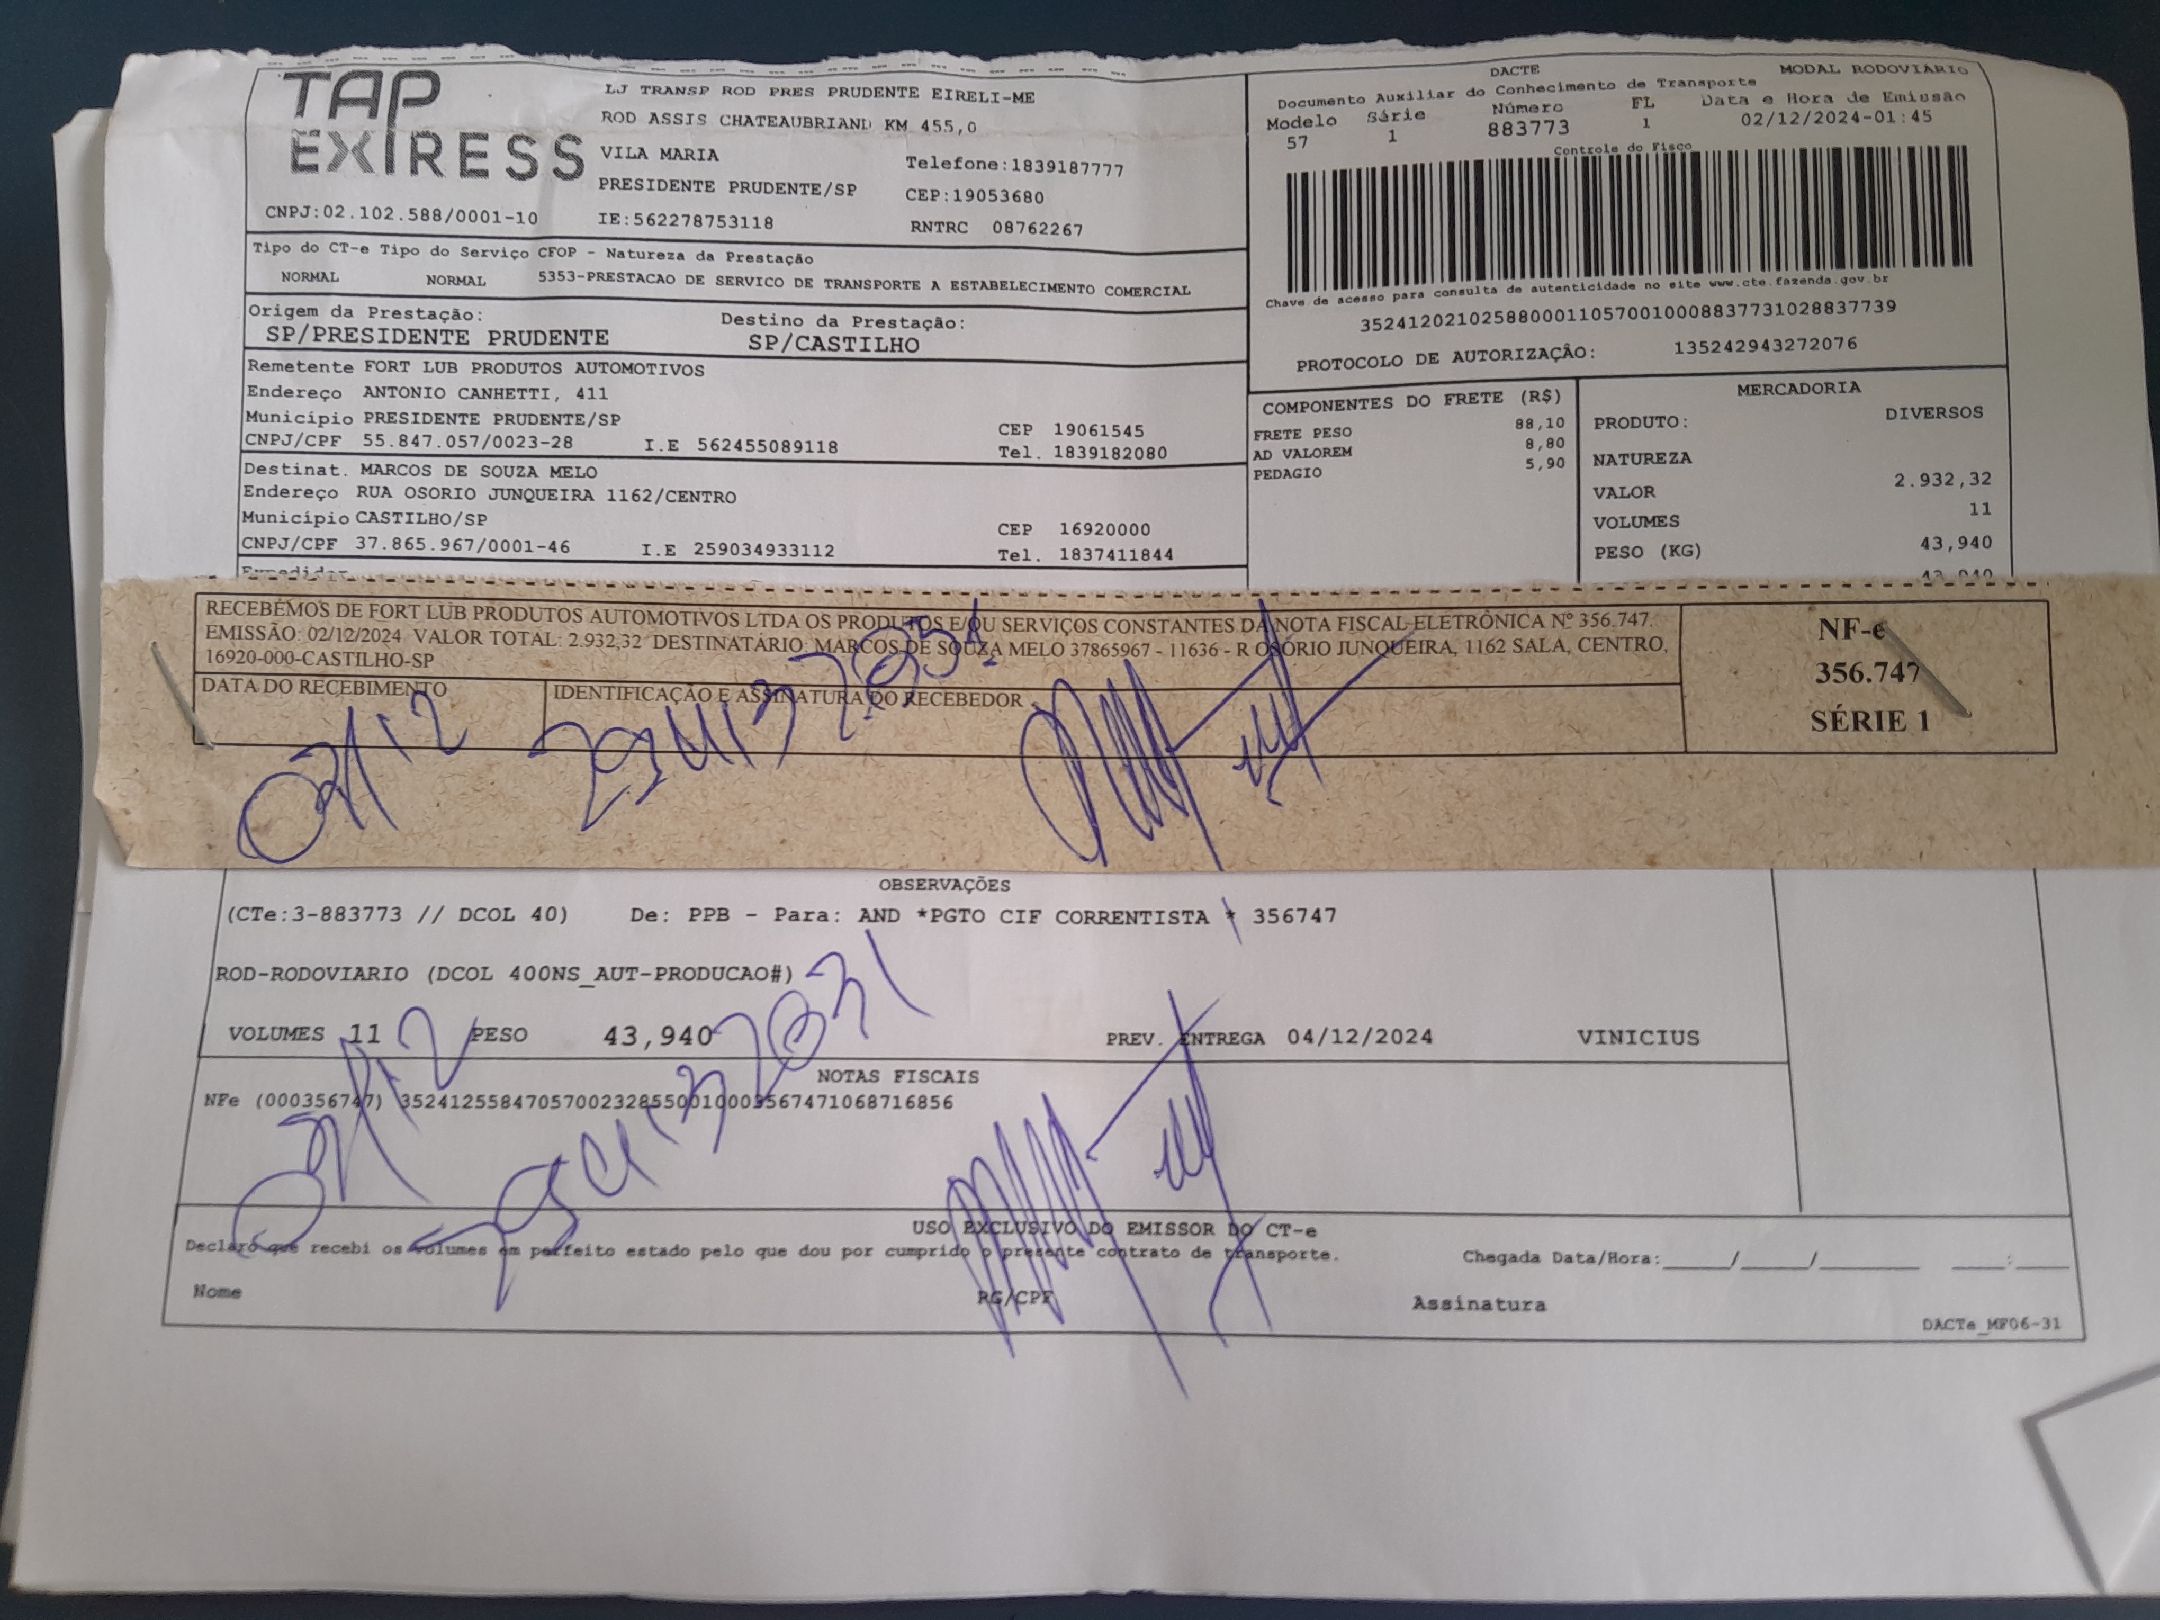 TAP
EXIRESS
LJ TRANSP ROD PRES PRUDENTE EIRELI-ME
ROD ASSIS CHATEAUBRIAND KM 455,0
VILA MARIA Telefone:1839187777
PRESIDENTE PRUDENTE/SP CEP:19053680
CNPJ:02.102.588/0001-10 IE:562278753118 RNTRC 08762267
DACTE MODAL RODOVIÁRIO
Documento Auxiliar do Conhecimento de Transporte
Modelo Série Número FL Data e Hora de Emissão
57 1 883773 1 02/12/2024-01:45
Controle do Fisco
Chave de acesso para consulta de autenticidade no site www.cte.fazenda.gov.br
35241202102588000110570010008837731028837739
PROTOCOLO DE AUTORIZAÇÃO: 135242943272076
Tipo do CT-e Tipo do Serviço CFOP - Natureza da Prestação
NORMAL NORMAL 5353-PRESTACAO DE SERVICO DE TRANSPORTE A ESTABELECIMENTO COMERCIAL
Origem da Prestação: Destino da Prestação:
SP/PRESIDENTE PRUDENTE SP/CASTILHO
Remetente FORT LUB PRODUTOS AUTOMOTIVOS
Endereço ANTONIO CANHETTI, 411
Município PRESIDENTE PRUDENTE/SP CEP 19061545
CNPJ/CPF 55.847.057/0023-28 I.E 562455089118 Tel. 1839182080
Destinat. MARCOS DE SOUZA MELO
Endereço RUA OSORIO JUNQUEIRA 1162/CENTRO
Município CASTILHO/SP CEP 16920000
CNPJ/CPF 37.865.967/0001-46 I.E 259034933112 Tel. 1837411844
COMPONENTES DO FRETE (R$)
FRETE PESO 88,10
AD VALOREM 8,80
PEDAGIO 5,90
MERCADORIA
PRODUTO: DIVERSOS
NATUREZA
VALOR 2.932,32
VOLUMES 11
PESO (KG) 43,940
RECEBEMOS DE FORT LUB PRODUTOS AUTOMOTIVOS LTDA OS PRODUTOS E/OU SERVIÇOS CONSTANTES DA NOTA FISCAL ELETRÔNICA Nº 356.747.
EMISSÃO: 02/12/2024 VALOR TOTAL: 2.932,32 DESTINATÁRIO: MARCOS DE SOUZA MELO 37865967 - 11636 - R OSÓRIO JUNQUEIRA, 1162 SALA, CENTRO,
16920-000-CASTILHO-SP
DATA DO RECEBIMENTO IDENTIFICAÇÃO E ASSINATURA DO RECEBEDOR
NF-e
356.747
SÉRIE 1
OBSERVAÇÕES
(CTe:3-883773 // DCOL 40) De: PPB - Para: AND *PGTO CIF CORRENTISTA * 356747
ROD-RODOVIARIO (DCOL 400NS_AUT-PRODUCAO#)
VOLUMES 11 PESO 43,940 PREV. ENTREGA 04/12/2024 VINICIUS
NOTAS FISCAIS
NFe (000356747) 35241255847057002328550010003567471068716856
USO EXCLUSIVO DO EMISSOR DO CT-e
Declaro que recebi os volumes em perfeito estado pelo que dou por cumprido o presente contrato de transporte. Chegada Data/Hora:_____/_____/_______ ____:____
Nome RG/CPF Assinatura
DACTe_MF06-31